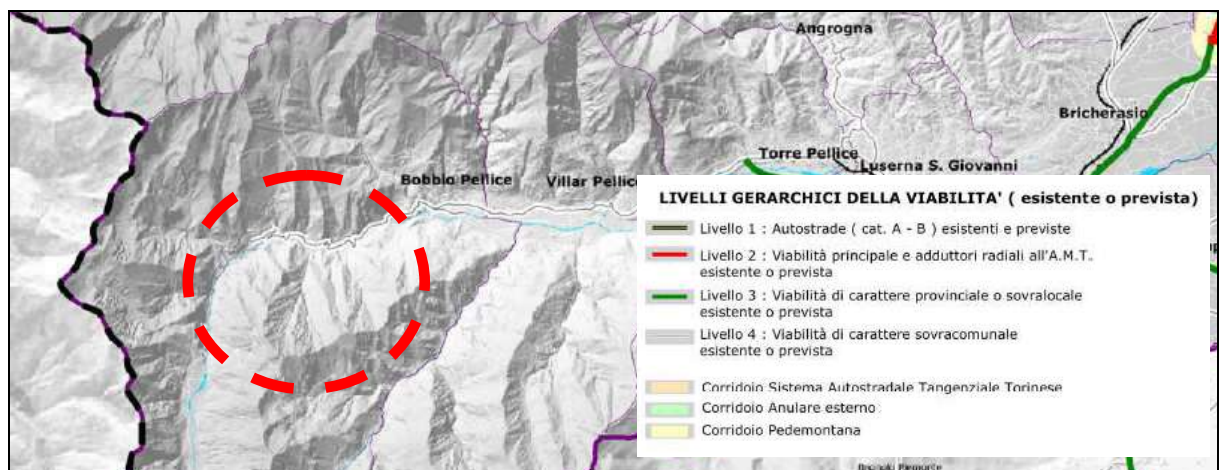 Angrogna
Bricherasio
Torre Pellice
Luserna S. Giovanni
Bobbio Pellice
Villar Pellice
LIVELLI GERARCHICI DELLA VIABILITA' ( esistente o prevista)
Livello 1 : Autostrade ( cat. A - B ) esistenti e previste
Livello 2 : Viabilità principale e adduttori radiali all'A.M.T..
esistente o prevista
Livello 3 : Viabilità di carattere provinciale o sovralocale
esistente o prevista
Livello 4 : Viabilità di carattere sovracomunale
esistente o prevista
Corridoio Sistema Autostradale Tangenziale Torinese
Corridoio Anulare esterno
Corridoio Pedemontana